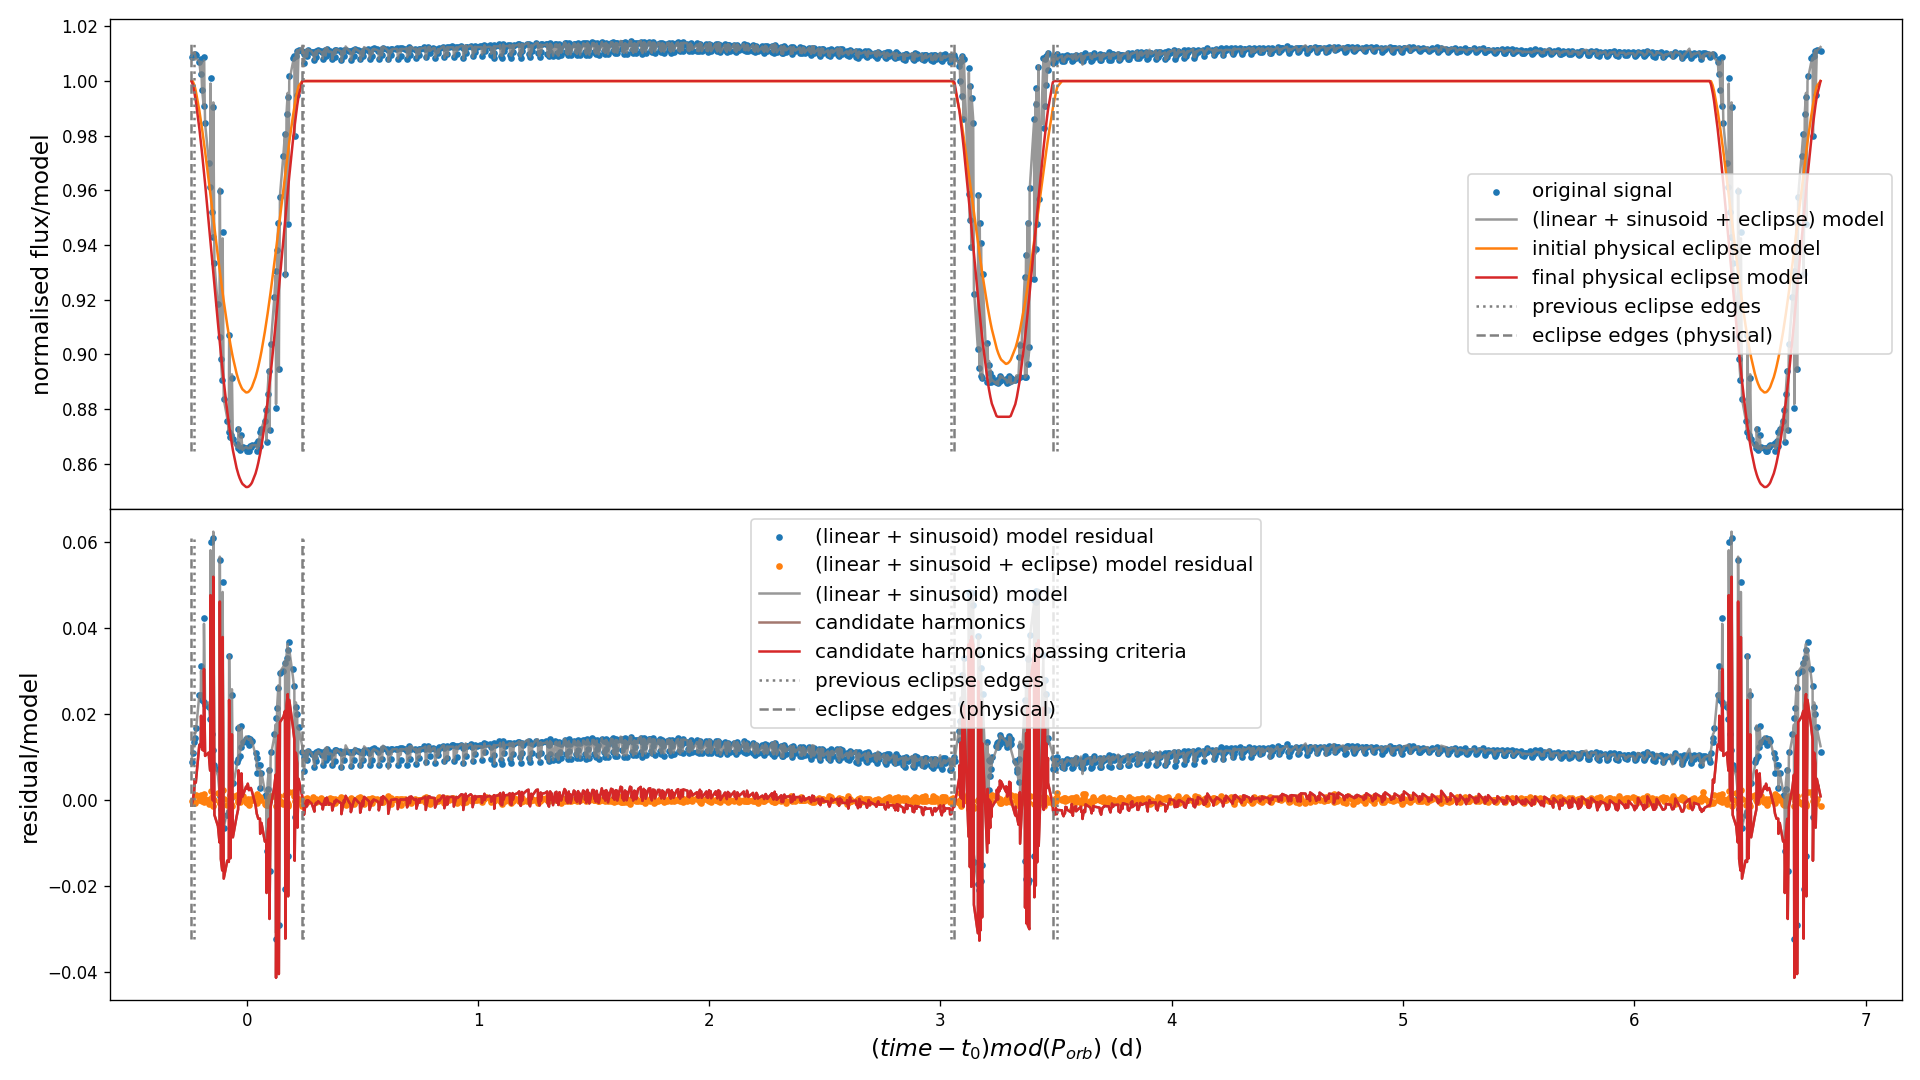 1.02
1.00
0.98
0.96
0.94
0.92
0.90
0.88
0.86
normalised flux/model
original signal
(linear + sinusoid + eclipse) model
initial physical eclipse model
final physical eclipse model
previous eclipse edges
eclipse edges (physical)
0.06
0.04
0.02
0.00
−0.02
−0.04
residual/model
(linear + sinusoid) model residual
(linear + sinusoid + eclipse) model residual
(linear + sinusoid) model
candidate harmonics
candidate harmonics passing criteria
previous eclipse edges
eclipse edges (physical)
0 1 2 3 4 5 6 7
(time − t₀)mod(P_orb) (d)